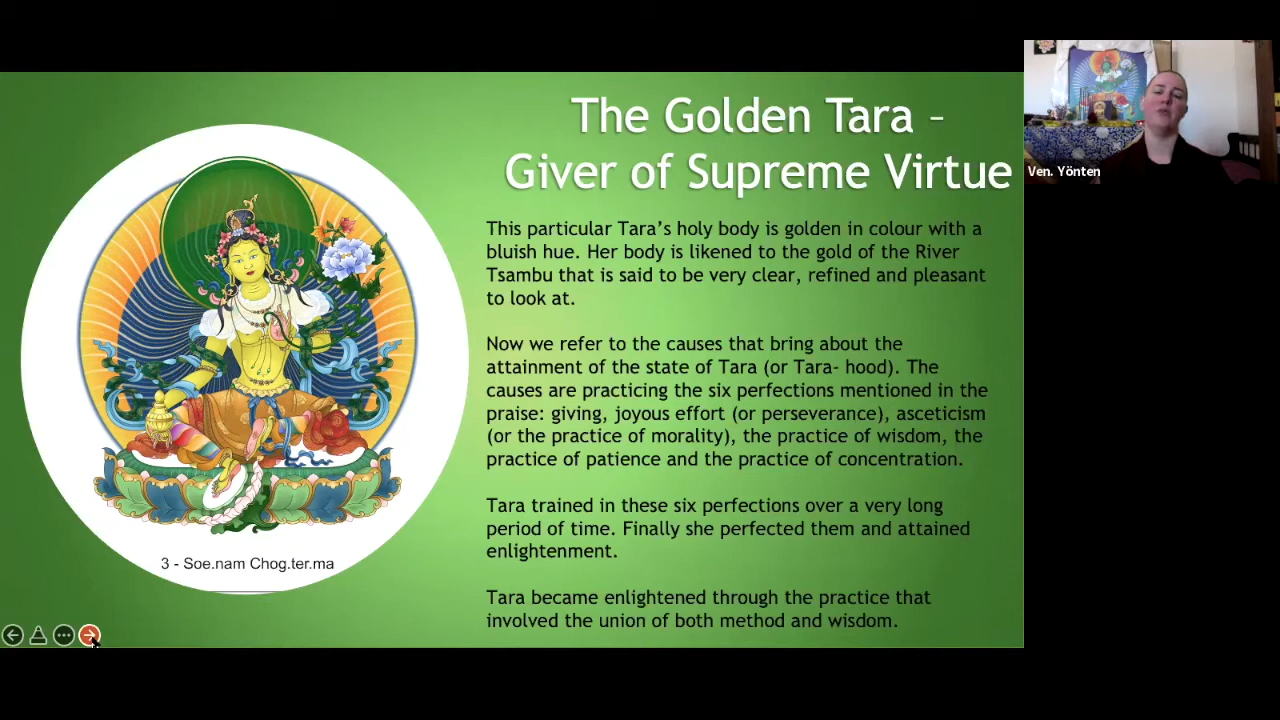 The Golden Tara –
Giver of Supreme Virtue
This particular Tara's holy body is golden in colour with a
bluish hue. Her body is likened to the gold of the River
Tsambu that is said to be very clear, refined and pleasant
to look at.
Now we refer to the causes that bring about the
attainment of the state of Tara (or Tara- hood). The
causes are practicing the six perfections mentioned in the
praise: giving, joyous effort (or perseverance), asceticism
(or the practice of morality), the practice of wisdom, the
practice of patience and the practice of concentration.
Tara trained in these six perfections over a very long
period of time. Finally she perfected them and attained
enlightenment.
Tara became enlightened through the practice that
involved the union of both method and wisdom.
3 - Soe.nam Chog.ter.ma
Ven. Yönten